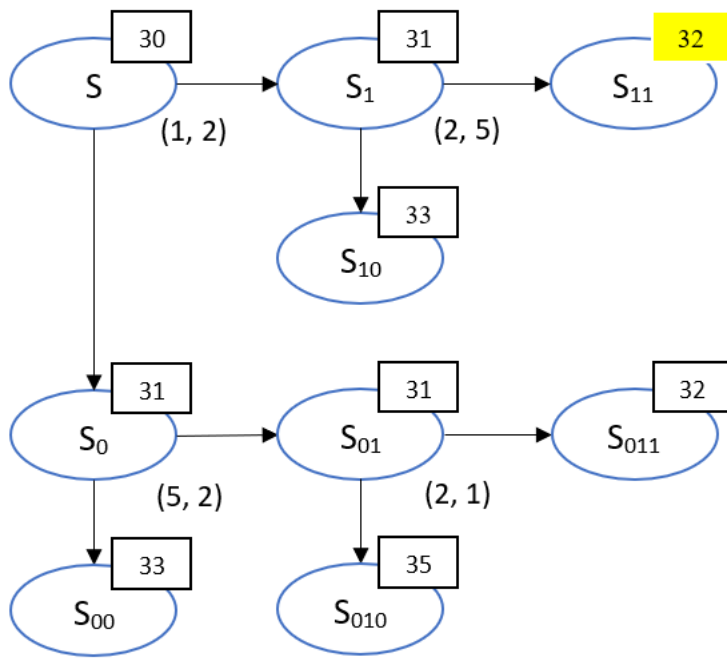 30 31 32
S S₁ S₁₁
(1, 2) (2, 5)
33
S₁₀
31 31 32
S₀ S₀₁ S₀₁₁
(5, 2) (2, 1)
33 35
S₀₀ S₀₁₀